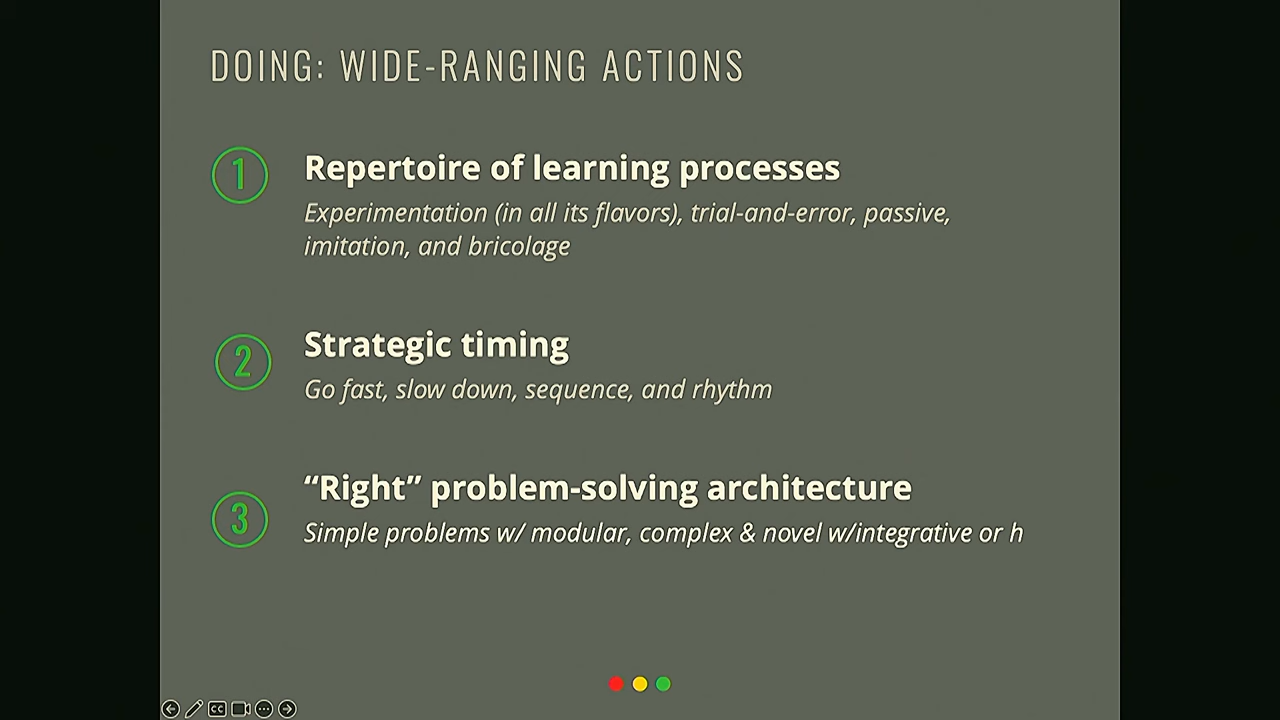 DOING: WIDE-RANGING ACTIONS
1
Repertoire of learning processes
Experimentation (in all its flavors), trial-and-error, passive,
imitation, and bricolage
2
Strategic timing
Go fast, slow down, sequence, and rhythm
3
“Right” problem-solving architecture
Simple problems w/ modular, complex & novel w/integrative or h
CC